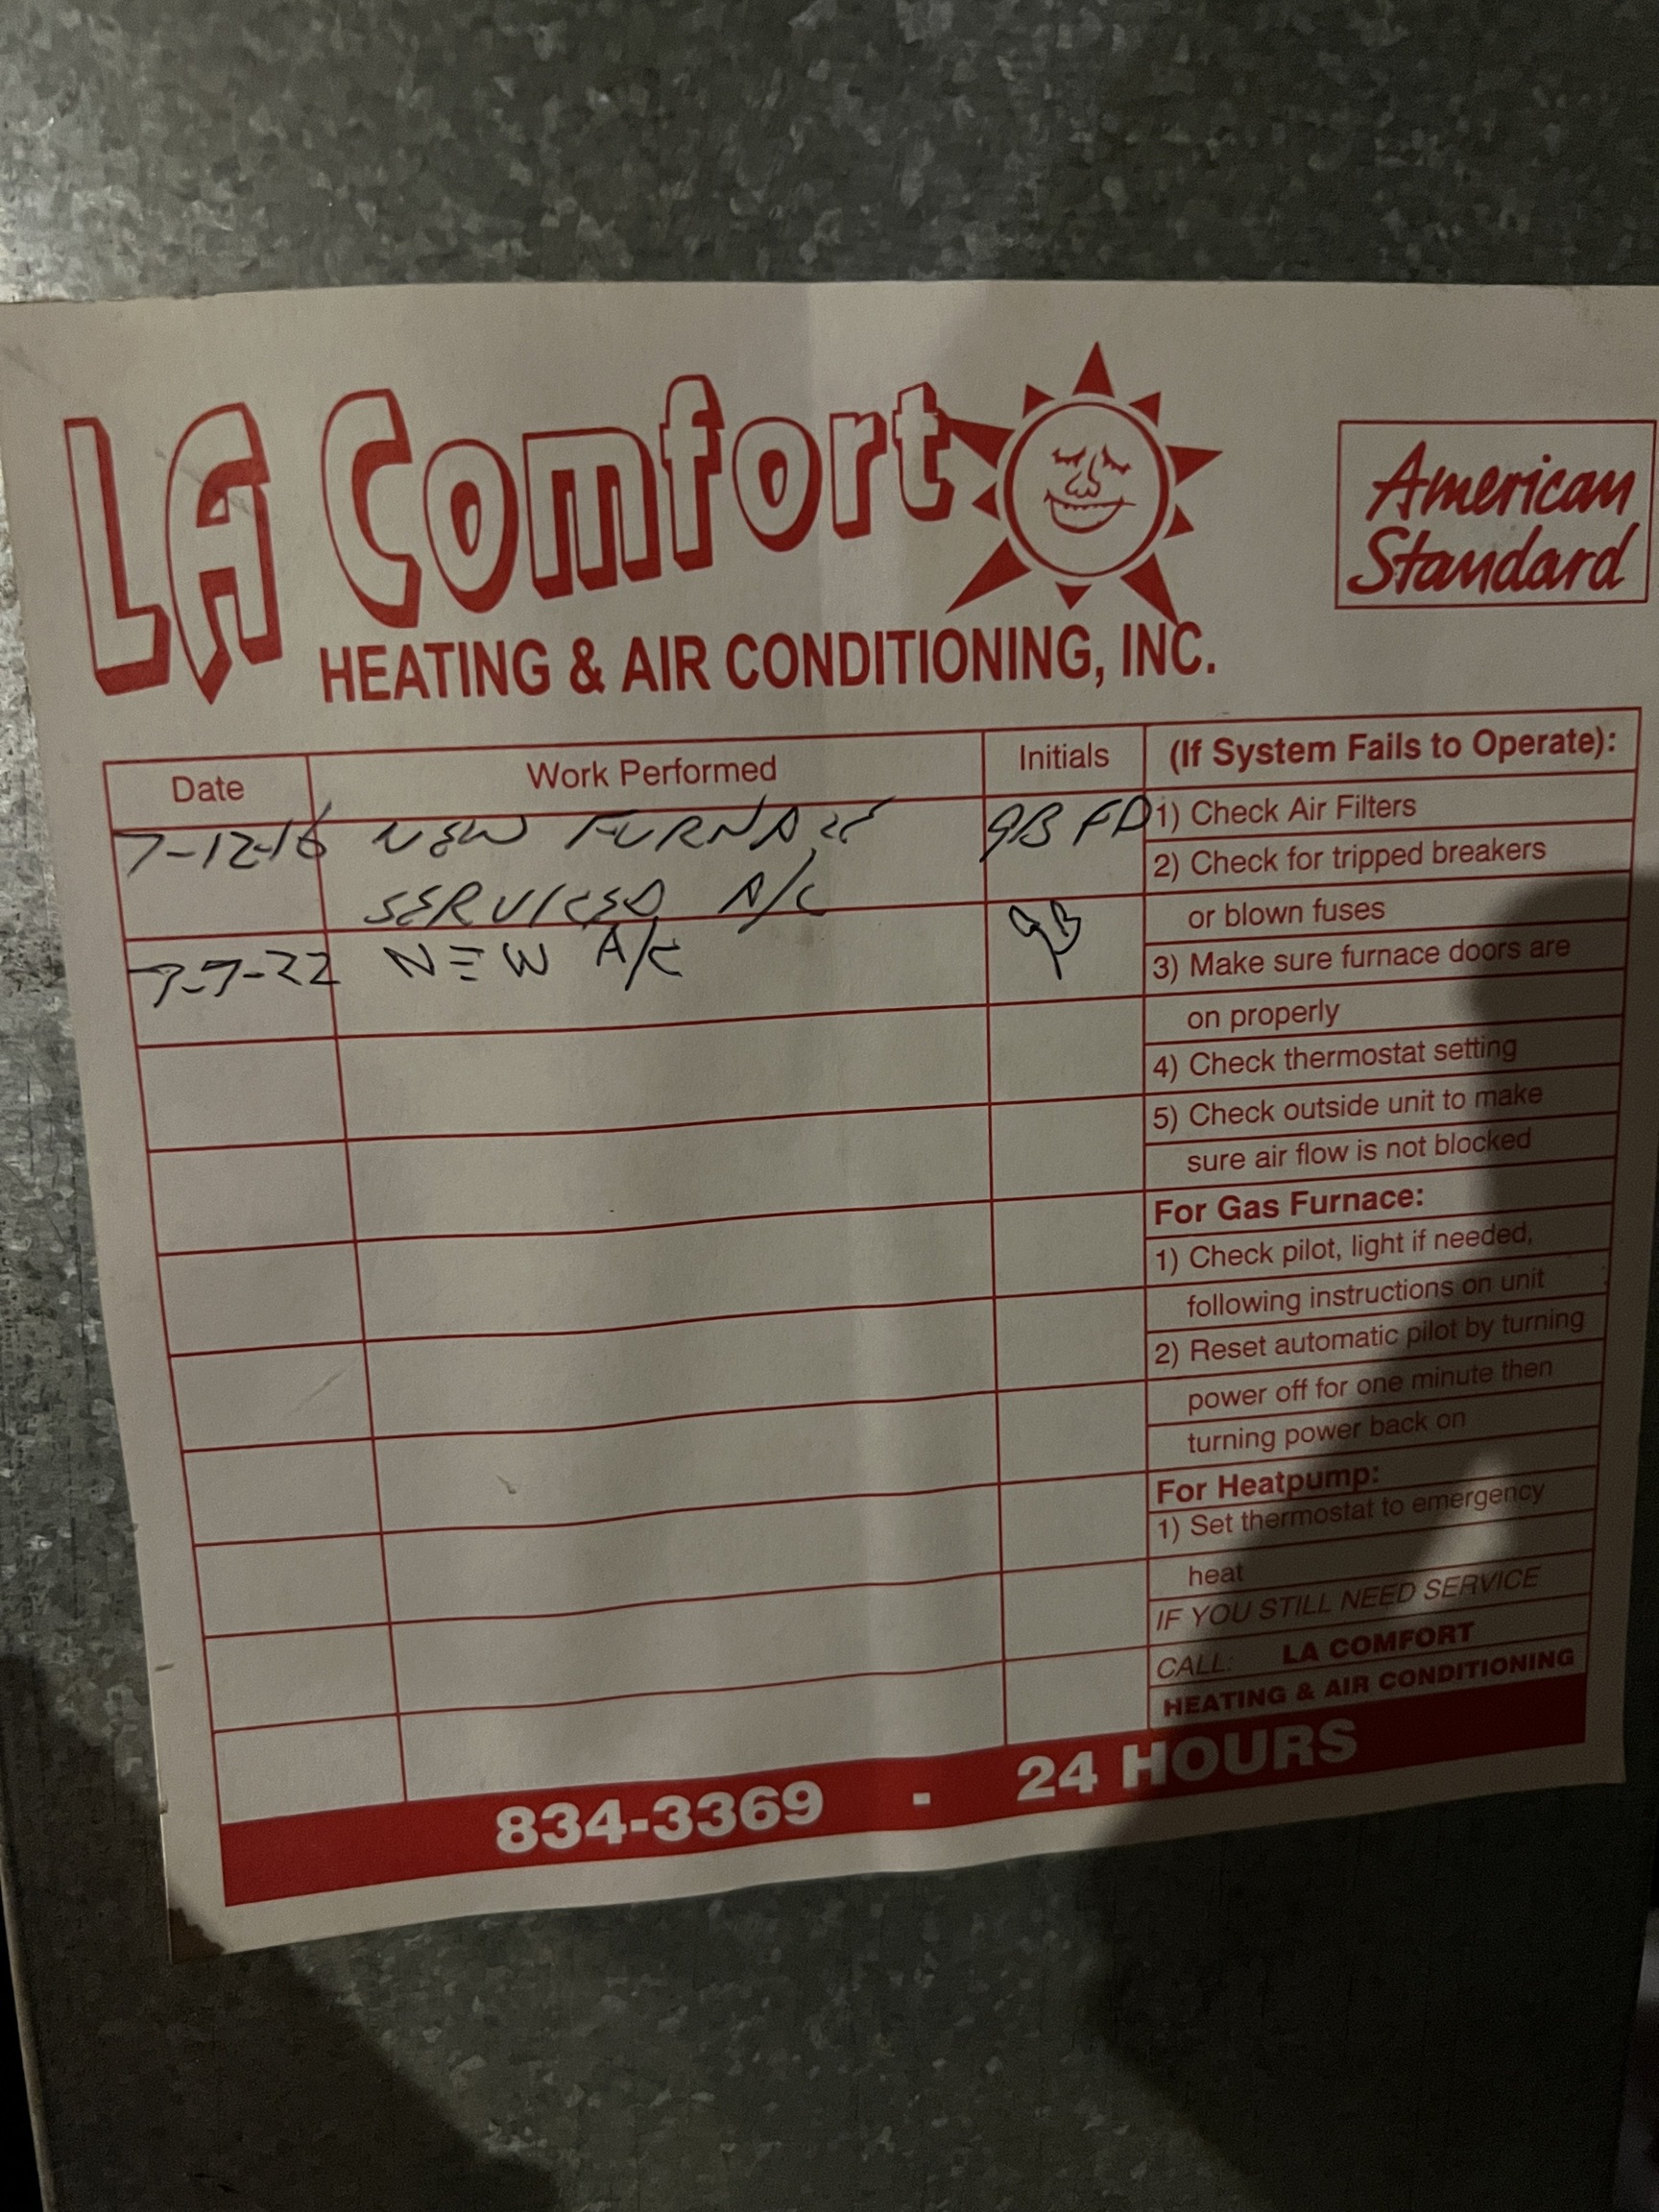 LA Comfort
HEATING & AIR CONDITIONING, INC.
American
Standard
Date Work Performed Initials
7-12-16 NEW FURNACE GB FD
SERVICED A/C
7-7-22 NEW A/C GB
(If System Fails to Operate):
1) Check Air Filters
2) Check for tripped breakers
or blown fuses
3) Make sure furnace doors are
on properly
4) Check thermostat setting
5) Check outside unit to make
sure air flow is not blocked
For Gas Furnace:
1) Check pilot, light if needed,
following instructions on unit
2) Reset automatic pilot by turning
power off for one minute then
turning power back on
For Heatpump:
1) Set thermostat to emergency
heat
IF YOU STILL NEED SERVICE
CALL: LA COMFORT
HEATING & AIR CONDITIONING
834-3369 - 24 HOURS